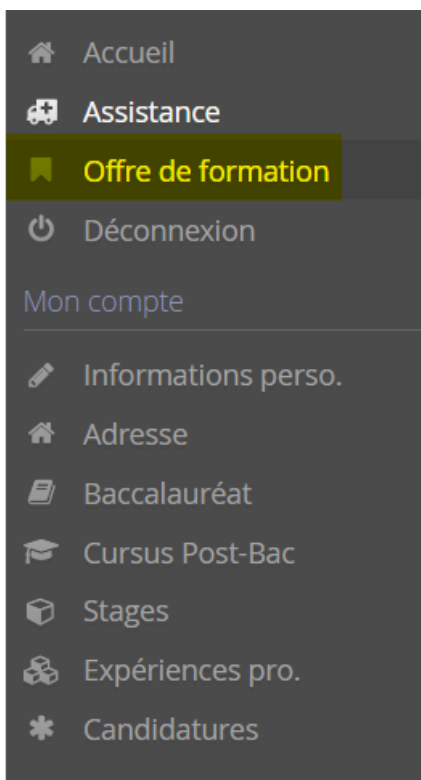 Accueil
Assistance
Offre de formation
Déconnexion
Mon compte
Informations perso.
Adresse
Baccalauréat
Cursus Post-Bac
Stages
Expériences pro.
Candidatures